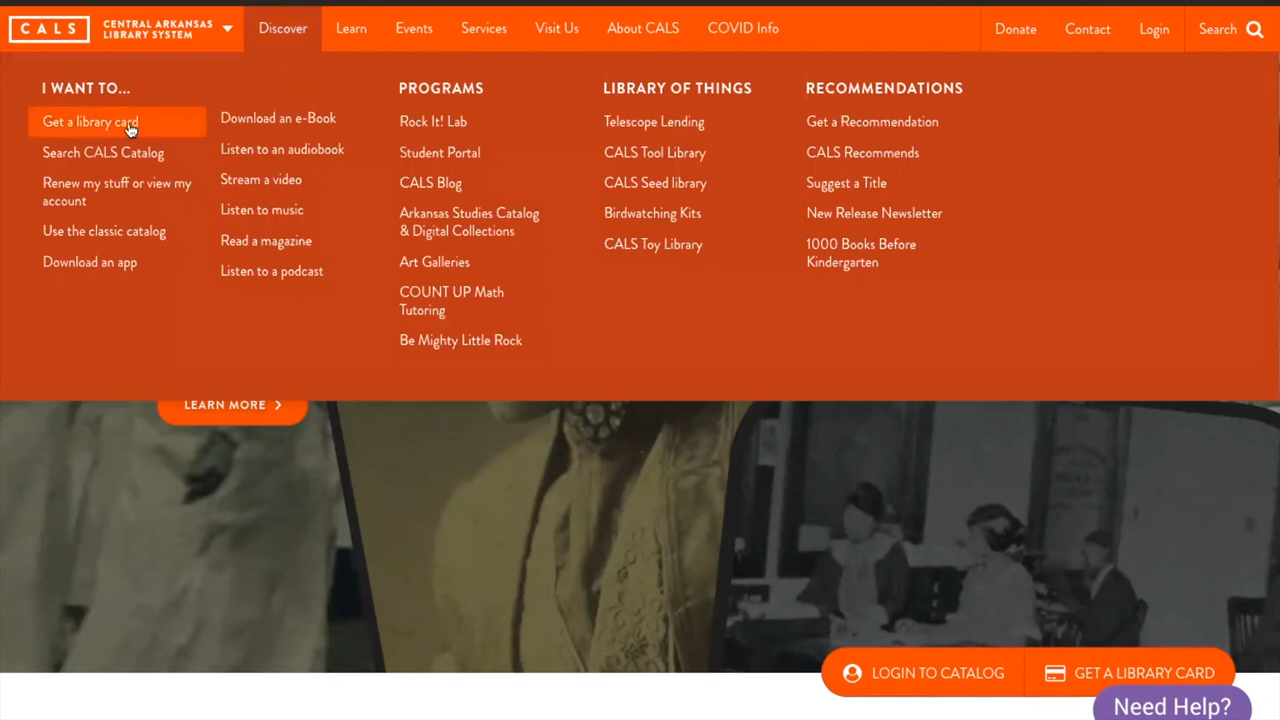 CALS
CENTRAL ARKANSAS
LIBRARY SYSTEM
Discover
Learn
Events
Services
Visit Us
About CALS
COVID Info
Donate
Contact
Login
Search
I WANT TO...
Get a library card
Search CALS Catalog
Renew my stuff or view my
account
Use the classic catalog
Download an app
Download an e-Book
Listen to an audiobook
Stream a video
Listen to music
Read a magazine
Listen to a podcast
PROGRAMS
Rock It! Lab
Student Portal
CALS Blog
Arkansas Studies Catalog
& Digital Collections
Art Galleries
COUNT UP Math
Tutoring
Be Mighty Little Rock
LIBRARY OF THINGS
Telescope Lending
CALS Tool Library
CALS Seed library
Birdwatching Kits
CALS Toy Library
RECOMMENDATIONS
Get a Recommendation
CALS Recommends
Suggest a Title
New Release Newsletter
1000 Books Before
Kindergarten
LEARN MORE
LOGIN TO CATALOG
GET A LIBRARY CARD
Need Help?